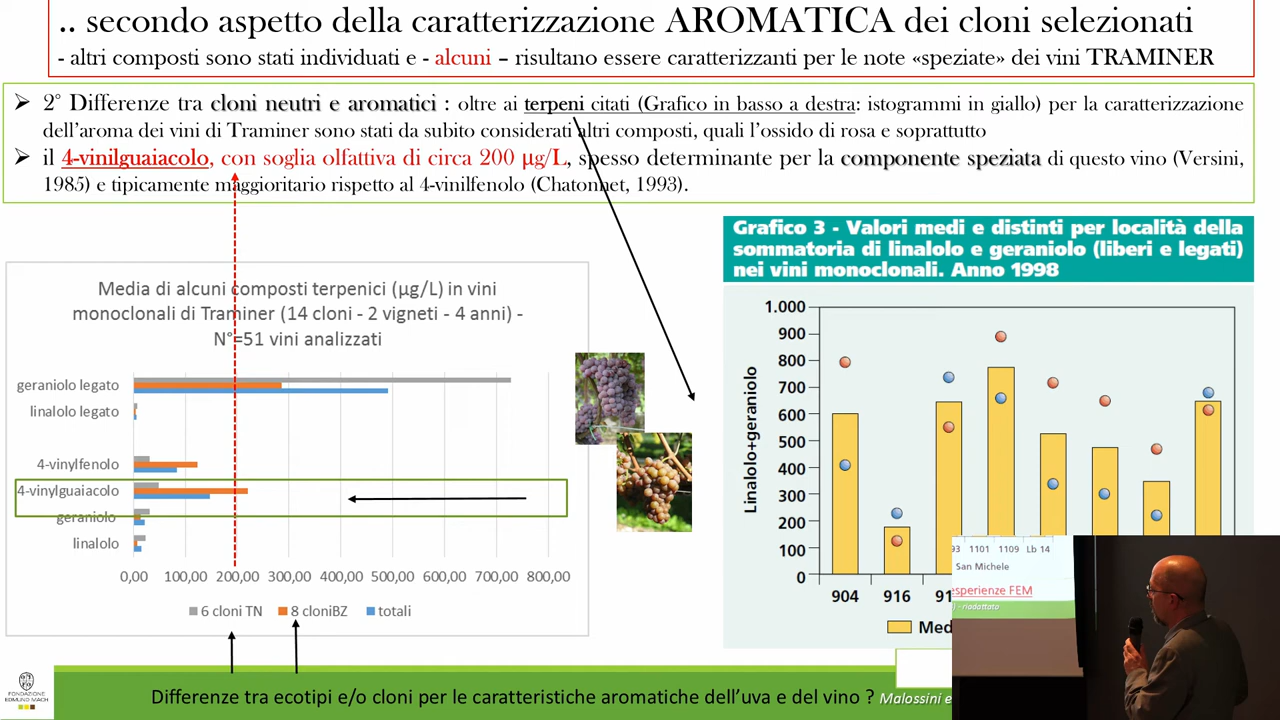 .. secondo aspetto della caratterizzazione AROMATICA dei cloni selezionati
- altri composti sono stati individuati e - alcuni – risultano essere caratterizzanti per le note «speziate» dei vini TRAMINER
➢ 2° Differenze tra cloni neutri e aromatici : oltre ai terpeni citati (Grafico in basso a destra: istogrammi in giallo) per la caratterizzazione
dell'aroma dei vini di Traminer sono stati da subito considerati altri composti, quali l'ossido di rosa e soprattutto
➢ il 4-vinilguaiacolo, con soglia olfattiva di circa 200 µg/L, spesso determinante per la componente speziata di questo vino (Versini,
1985) e tipicamente maggioritario rispetto al 4-vinilfenolo (Chatonnet, 1993).
Media di alcuni composti terpenici (µg/L) in vini
monoclonali di Traminer (14 cloni - 2 vigneti - 4 anni) -
N°=51 vini analizzati
geraniolo legato
linalolo legato
4-vinylfenolo
4-vinylguaiacolo
geraniolo
linalolo
0,00 100,00 200,00 300,00 400,00 500,00 600,00 700,00 800,00
6 cloni TN 8 cloniBZ totali
Grafico 3 - Valori medi e distinti per località della
sommatoria di linalolo e geraniolo (liberi e legati)
nei vini monoclonali. Anno 1998
Linalolo+geraniolo
1.000
900
800
700
600
500
400
300
200
100
0
904 916 91
Med
93 1101 1109 Lb 14
San Michele
esperienze FEM
) - riadattato
FONDAZIONE
EDMUND MACH
Differenze tra ecotipi e/o cloni per le caratteristiche aromatiche dell'uva e del vino ? Malossini e